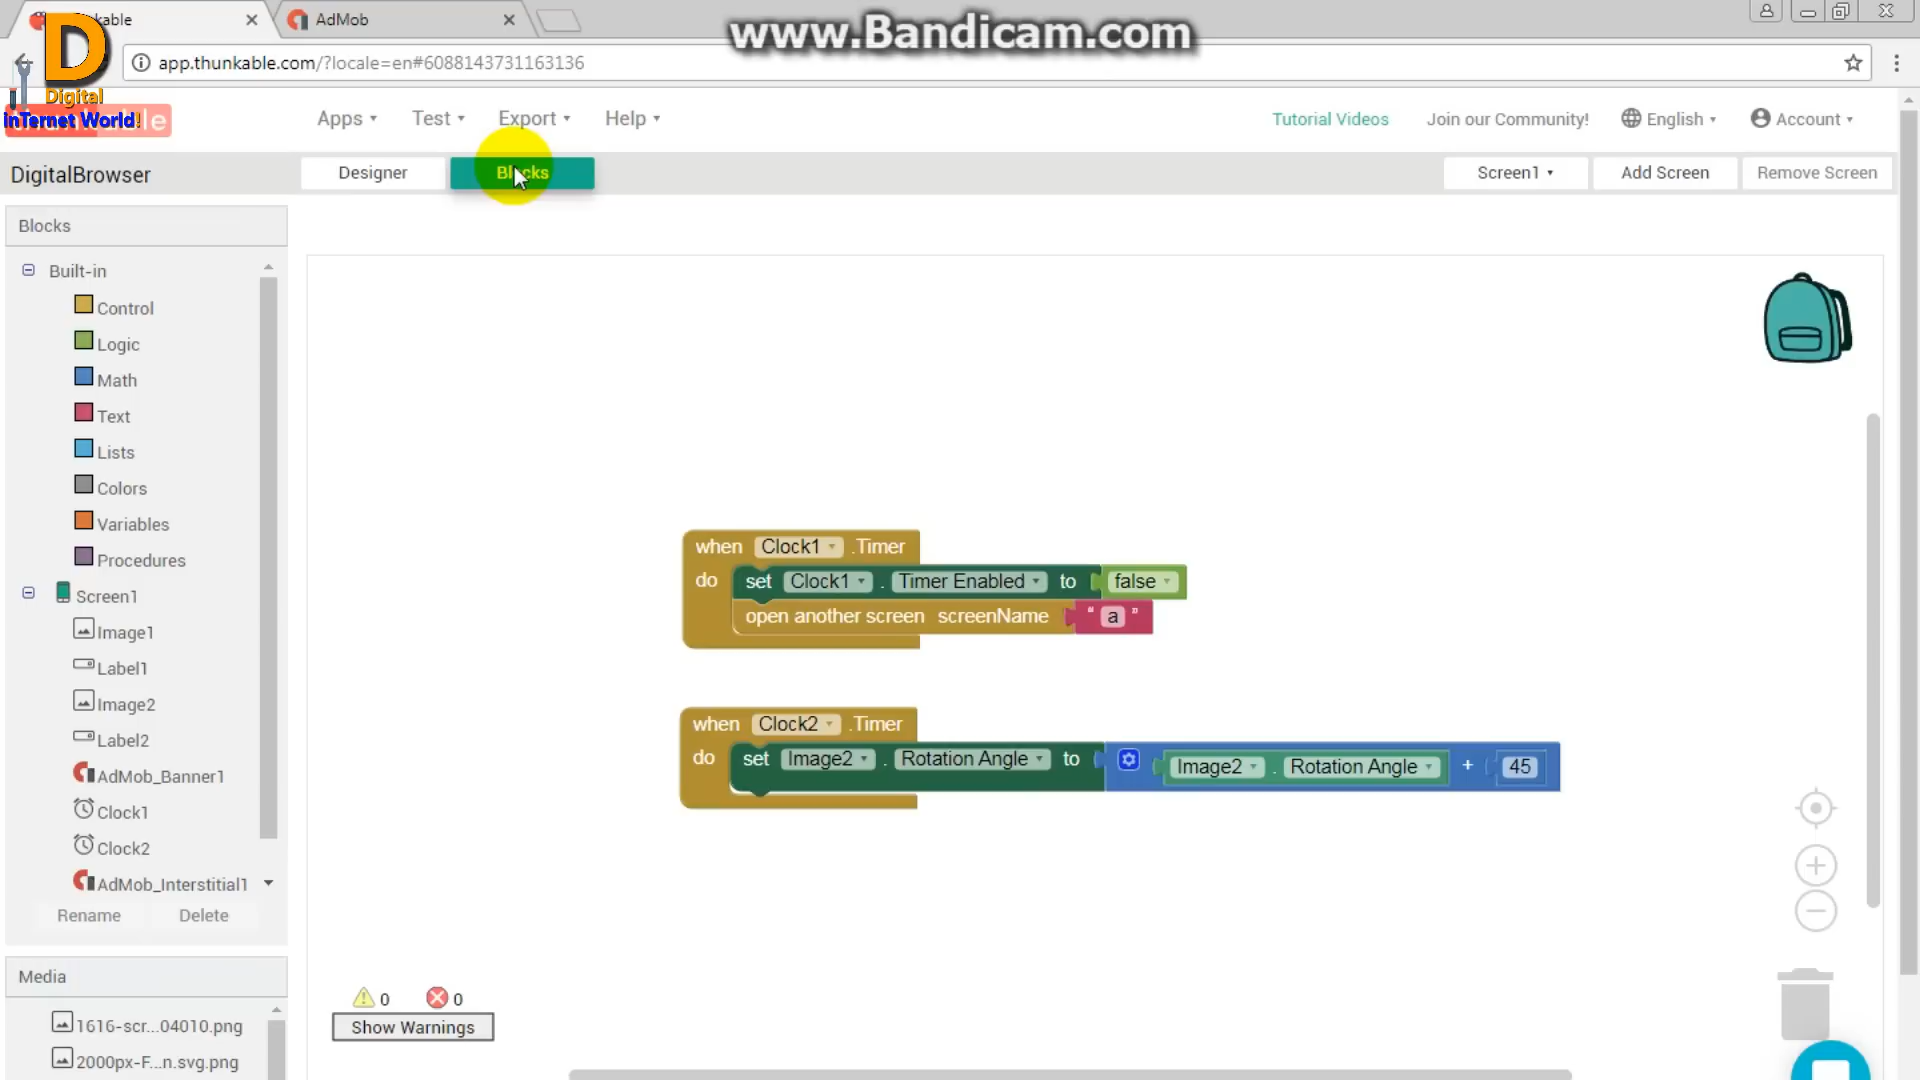 www.Bandicam.com
AdMob
app.thunkable.com/?locale=en#6088143731163136
D
Digital
inTernet World!
Apps Test Export Help
Tutorial Videos Join our Community! English Account
DigitalBrowser Designer Blocks Screen1 Add Screen Remove Screen
Blocks
Built-in
Control
Logic
Math
Text
Lists
Colors
Variables
Procedures
Screen1
Image1
Label1
Image2
Label2
AdMob_Banner1
Clock1
Clock2
AdMob_Interstitial1
Rename Delete
Media
1616-scr...04010.png
2000px-F...n.svg.png
when Clock1 .Timer
do set Clock1 . Timer Enabled to false
open another screen screenName " a "
when Clock2 .Timer
do set Image2 . Rotation Angle to Image2 . Rotation Angle + 45
0 0
Show Warnings